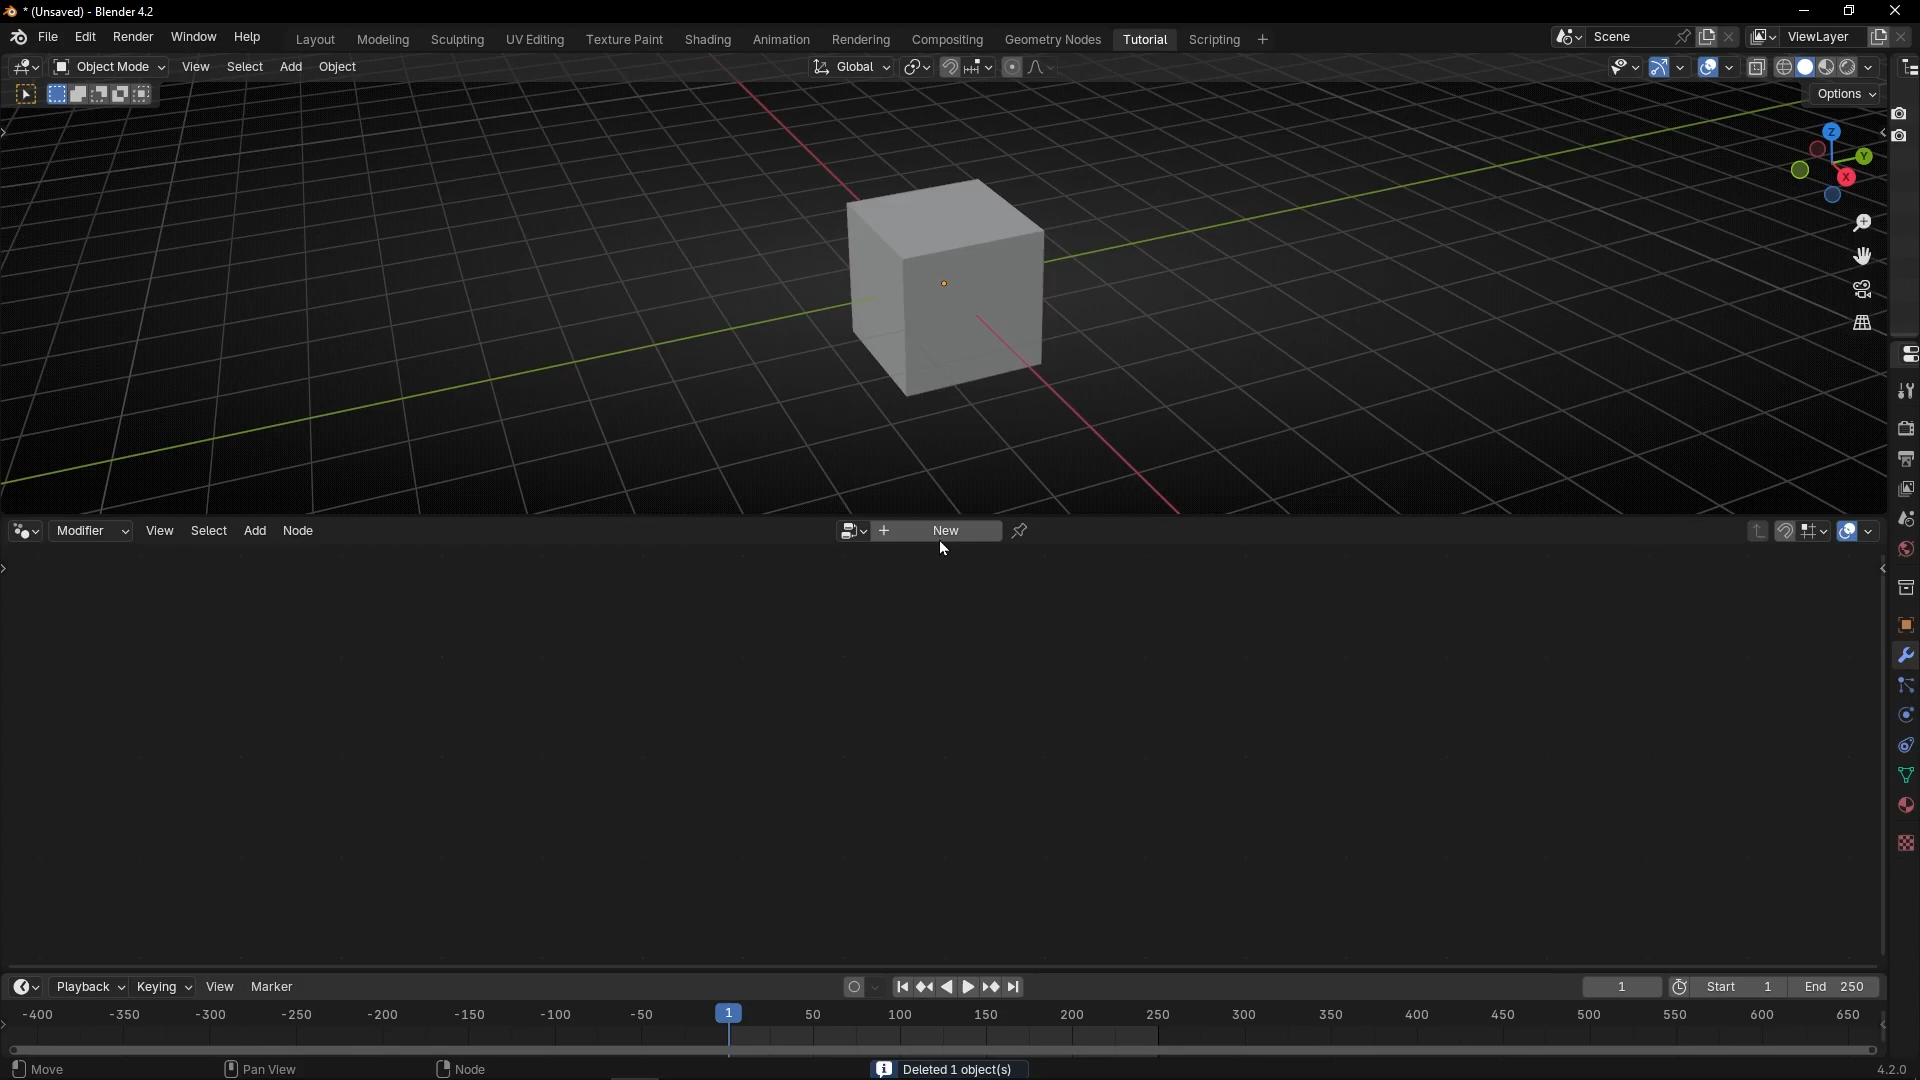 * (Unsaved) - Blender 4.2
File Edit Render Window Help Layout Modeling Sculpting UV Editing Texture Paint Shading Animation Rendering Compositing Geometry Nodes Tutorial Scripting + Scene ViewLayer
Object Mode View Select Add Object Global
Options
Z
Y
X
Modifier View Select Add Node + New
Playback Keying View Marker 1 Start 1 End 250
-400 -350 -300 -250 -200 -150 -100 -50 1 50 100 150 200 250 300 350 400 450 500 550 600 650
Move Pan View Node Deleted 1 object(s) 4.2.0